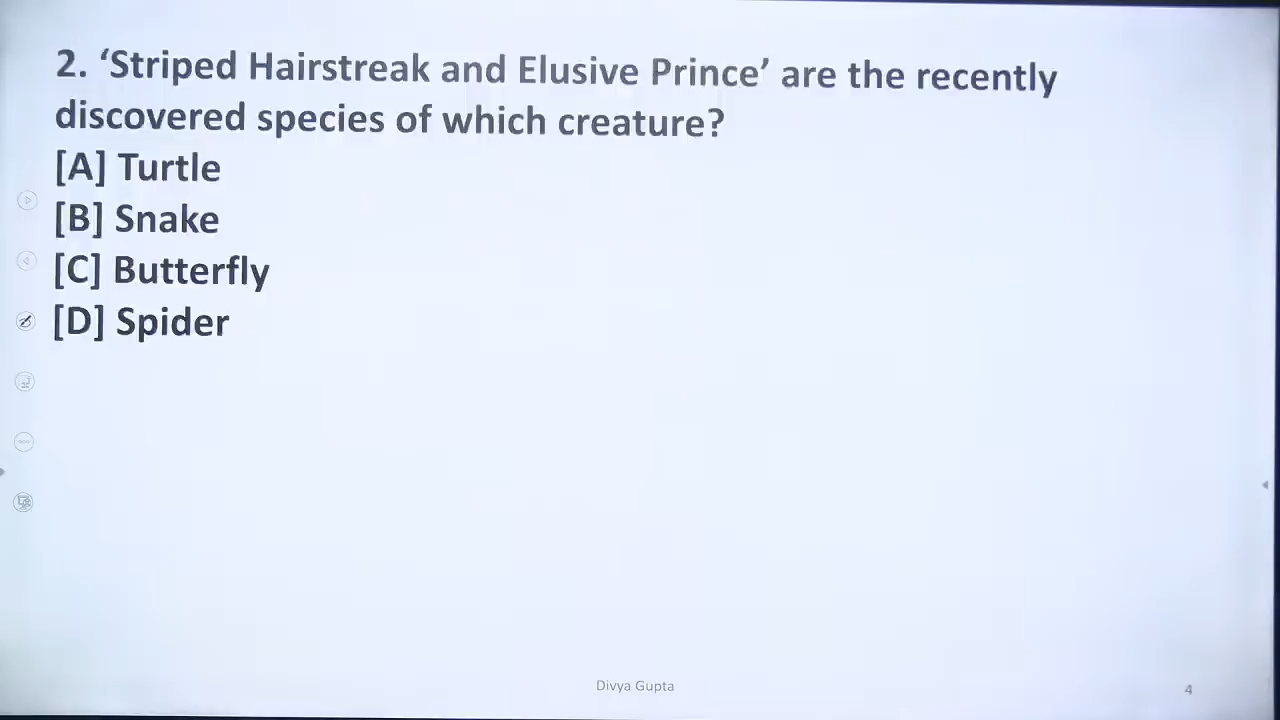 2. ‘Striped Hairstreak and Elusive Prince’ are the recently
discovered species of which creature?
[A] Turtle
[B] Snake
[C] Butterfly
[D] Spider
Divya Gupta
4